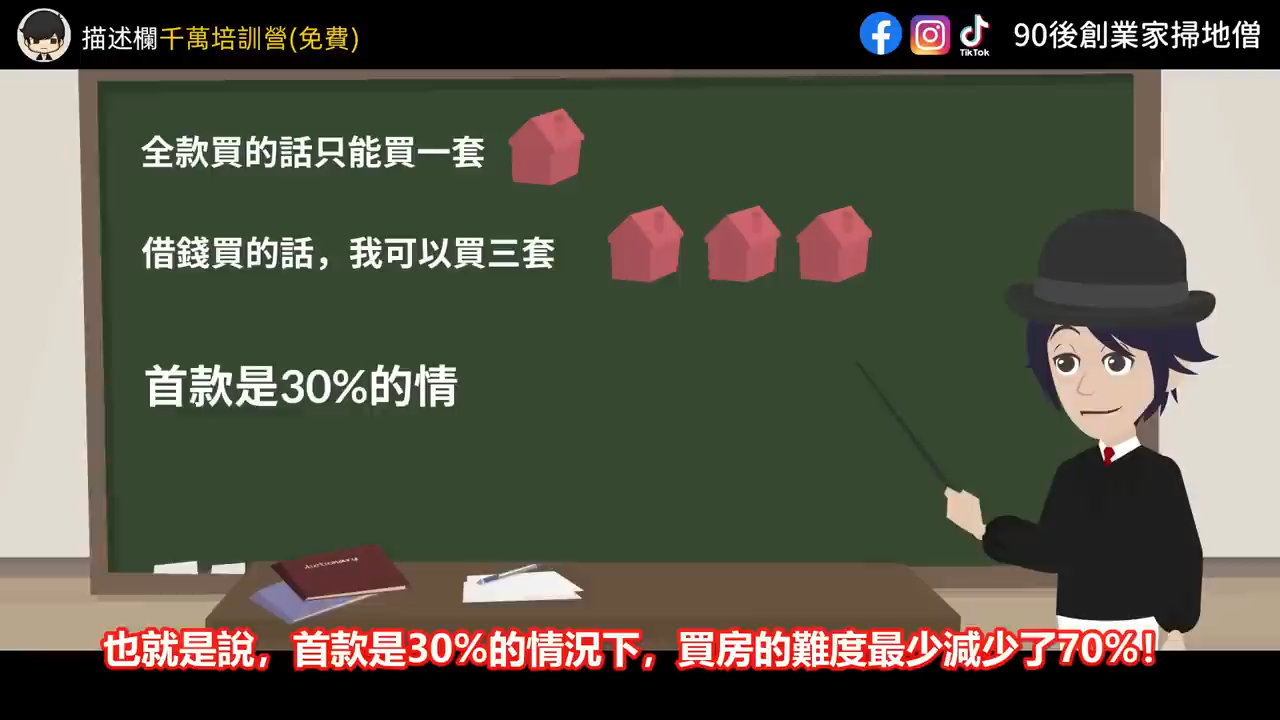 描述欄千萬培訓營(免費)
TikTok
90後創業家掃地僧
全款買的話只能買一套
借錢買的話，我可以買三套
首款是30%的情
dictionary
也就是說，首款是30%的情況下，買房的難度最少減少了70%!